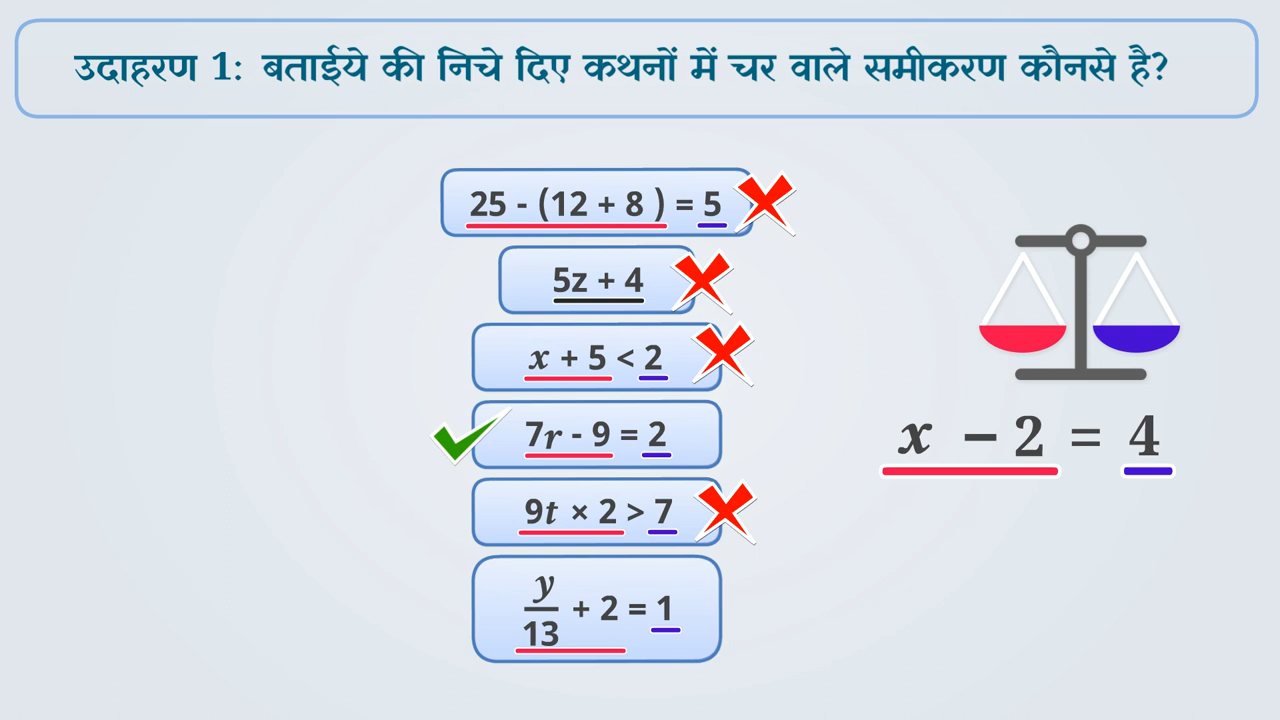 उदाहरण 1: बताईये की निचे दिए कथनों में चर वाले समीकरण कौनसे है?
25 - (12 + 8 ) = 5
5z + 4
x + 5 < 2
7r - 9 = 2
9t × 2 > 7
y
13
+ 2 = 1
x – 2 = 4